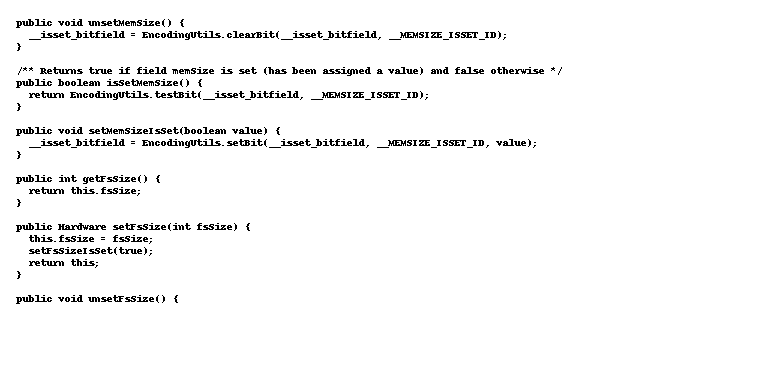 public void unsetMemSize() {
  __isset_bitfield = EncodingUtils.clearBit(__isset_bitfield, __MEMSIZE_ISSET_ID);
}

/** Returns true if field memSize is set (has been assigned a value) and false otherwise */
public boolean isSetMemSize() {
  return EncodingUtils.testBit(__isset_bitfield, __MEMSIZE_ISSET_ID);
}

public void setMemSizeIsSet(boolean value) {
  __isset_bitfield = EncodingUtils.setBit(__isset_bitfield, __MEMSIZE_ISSET_ID, value);
}

public int getFsSize() {
  return this.fsSize;
}

public Hardware setFsSize(int fsSize) {
  this.fsSize = fsSize;
  setFsSizeIsSet(true);
  return this;
}

public void unsetFsSize() {